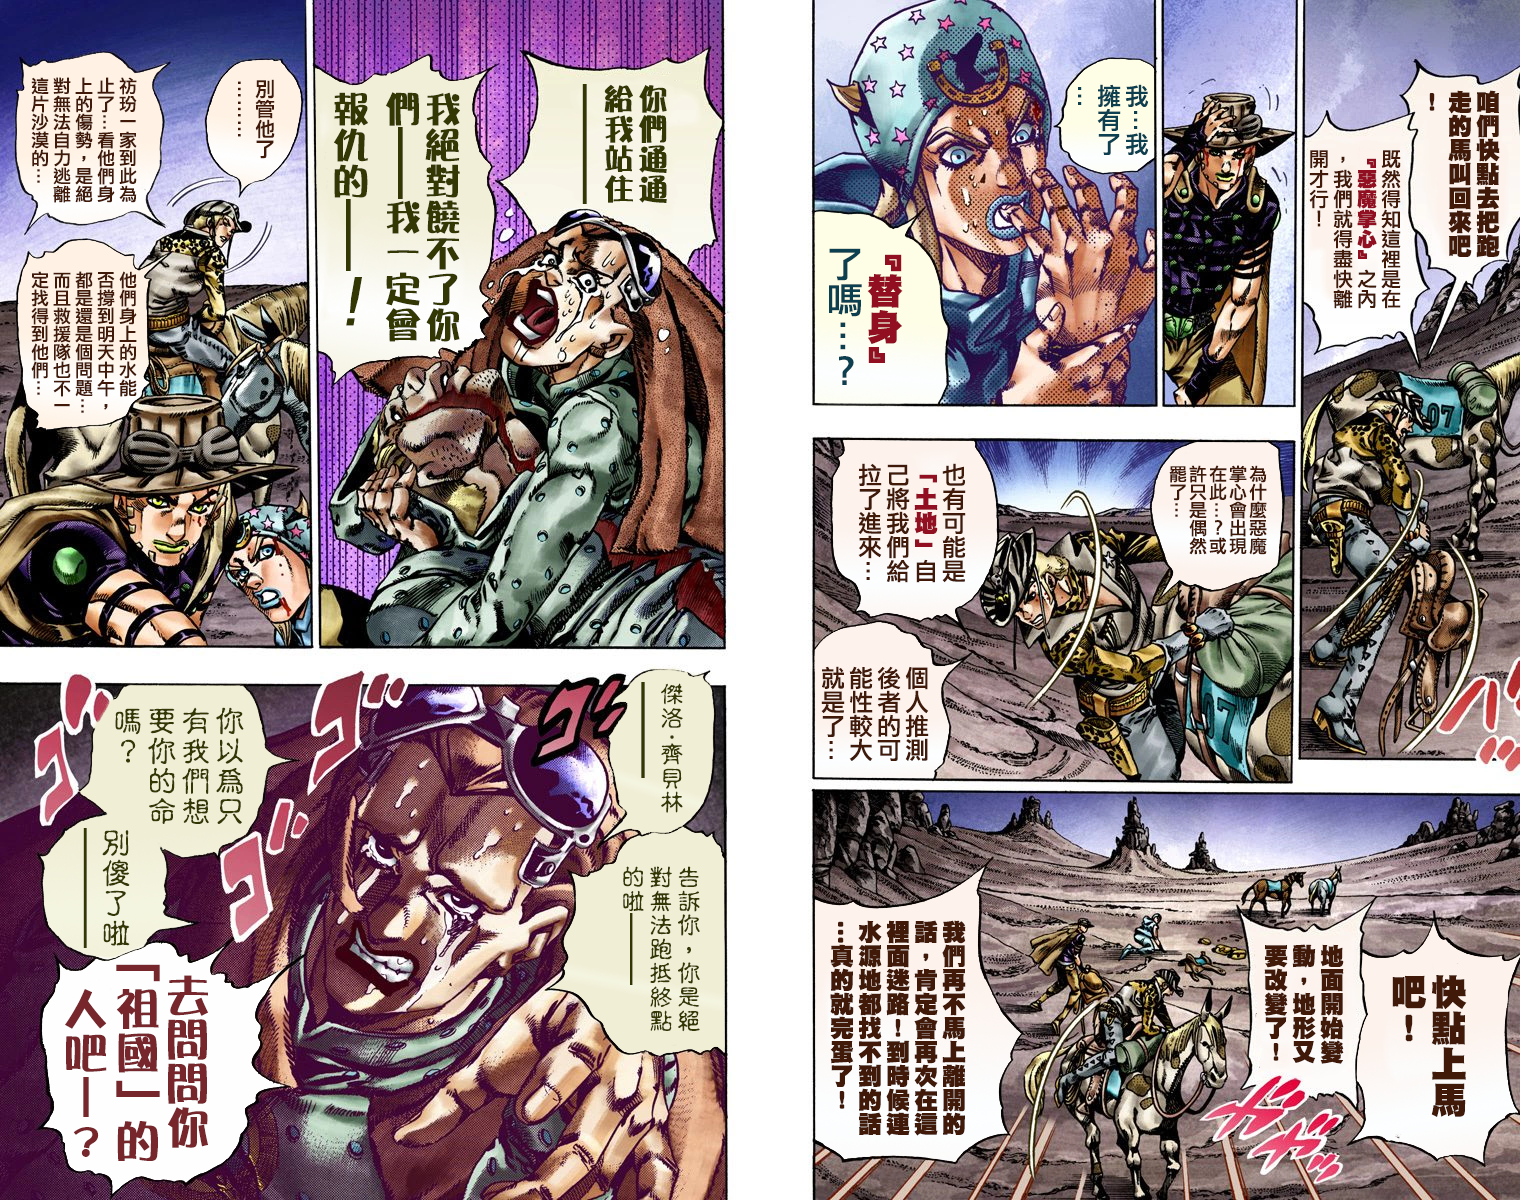 咱們快點去把跑
走的馬叫回來吧
！
既然得知這裡是在
『惡魔掌心』之內
，我們就得盡快離
開才行！
07
我…我
擁有了
…
『替身』
了嗎…？
為什麼惡魔
掌心會出現
在此…？或
許只是偶然
罷了…
也有可能是
「土地」自
己將我們給
拉了進來…
個人推測
後者的可
能性較大
就是了…
07
快點上馬
吧！
地面開始變
動，地形又
要改變了！
我們再不馬上離開的
話，肯定會再次在這
裡面迷路！到時候連
水源地都找不到的話
…真的就完蛋了！
你們通通
給我站住
——
我絕對饒不了你
們——我一定會
報仇的——！
別管他了
………
祊玢一家到此為
止了…看他們身
上的傷勢，是絕
對無法自力逃離
這片沙漠的…
他們身上的水能
否撐到明天中午，
都是還是個問題…
而且救援隊也不一
定找得到他們…
——傑洛·齊貝林
告訴你，你是絕
對無法跑抵終點
的啦——
你以為只
有我們想
要你的命
嗎？
別傻了啦
——
去問問你
「祖國」的
人吧—？
ゴ
ゴ
ゴ
ゴ